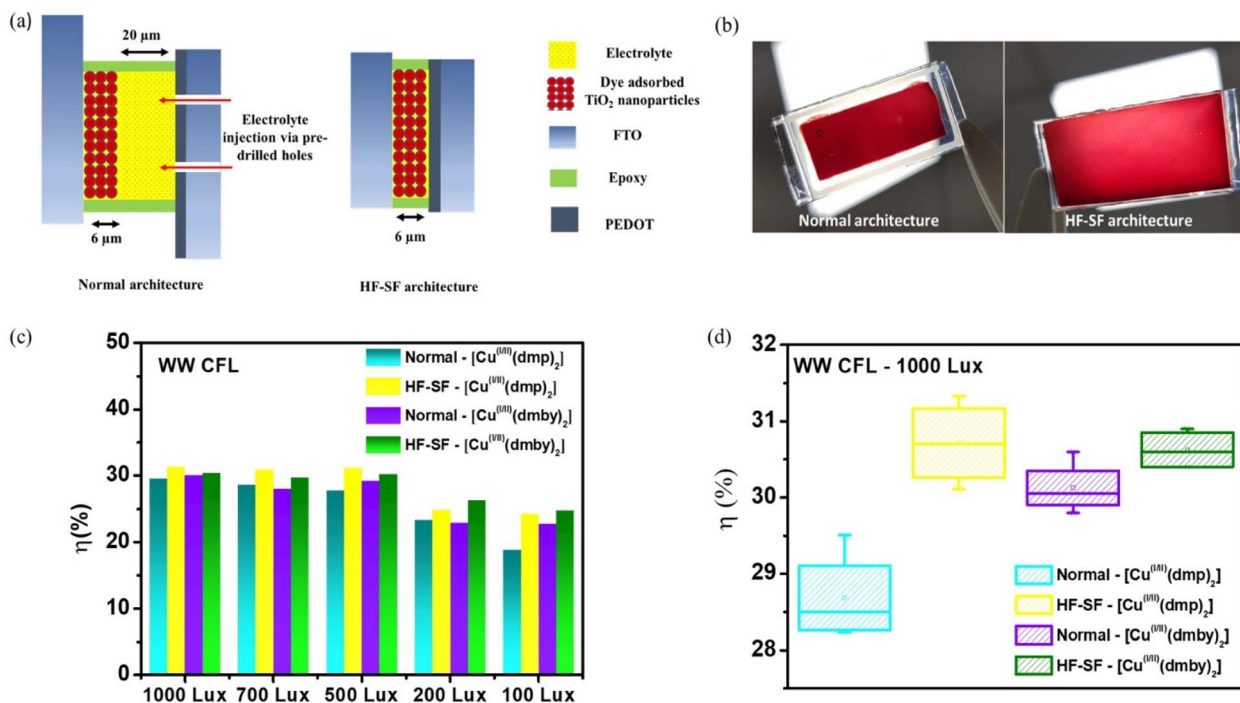 (a)
20 µm
6 µm
Electrolyte
injection via pre-
drilled holes
Normal architecture
6 µm
HF-SF architecture
Electrolyte
Dye adsorbed
TiO₂ nanoparticles
FTO
Epoxy
PEDOT
(b)
Normal architecture
HF-SF architecture
(c)
WW CFL
Normal - [Cu⁽ᴵ/ᴵᴵ⁾(dmp)₂]
HF-SF - [Cu⁽ᴵ/ᴵᴵ⁾(dmp)₂]
Normal - [Cu⁽ᴵ/ᴵᴵ⁾(dmby)₂]
HF-SF - [Cu⁽ᴵ/ᴵᴵ⁾(dmby)₂]
η(%)
50
40
30
20
10
0
1000 Lux 700 Lux 500 Lux 200 Lux 100 Lux
(d)
WW CFL - 1000 Lux
η (%)
32
31
30
29
28
Normal - [Cu⁽ᴵ/ᴵᴵ⁾(dmp)₂]
HF-SF - [Cu⁽ᴵ/ᴵᴵ⁾(dmp)₂]
Normal - [Cu⁽ᴵ/ᴵᴵ⁾(dmby)₂]
HF-SF - [Cu⁽ᴵ/ᴵᴵ⁾(dmby)₂]